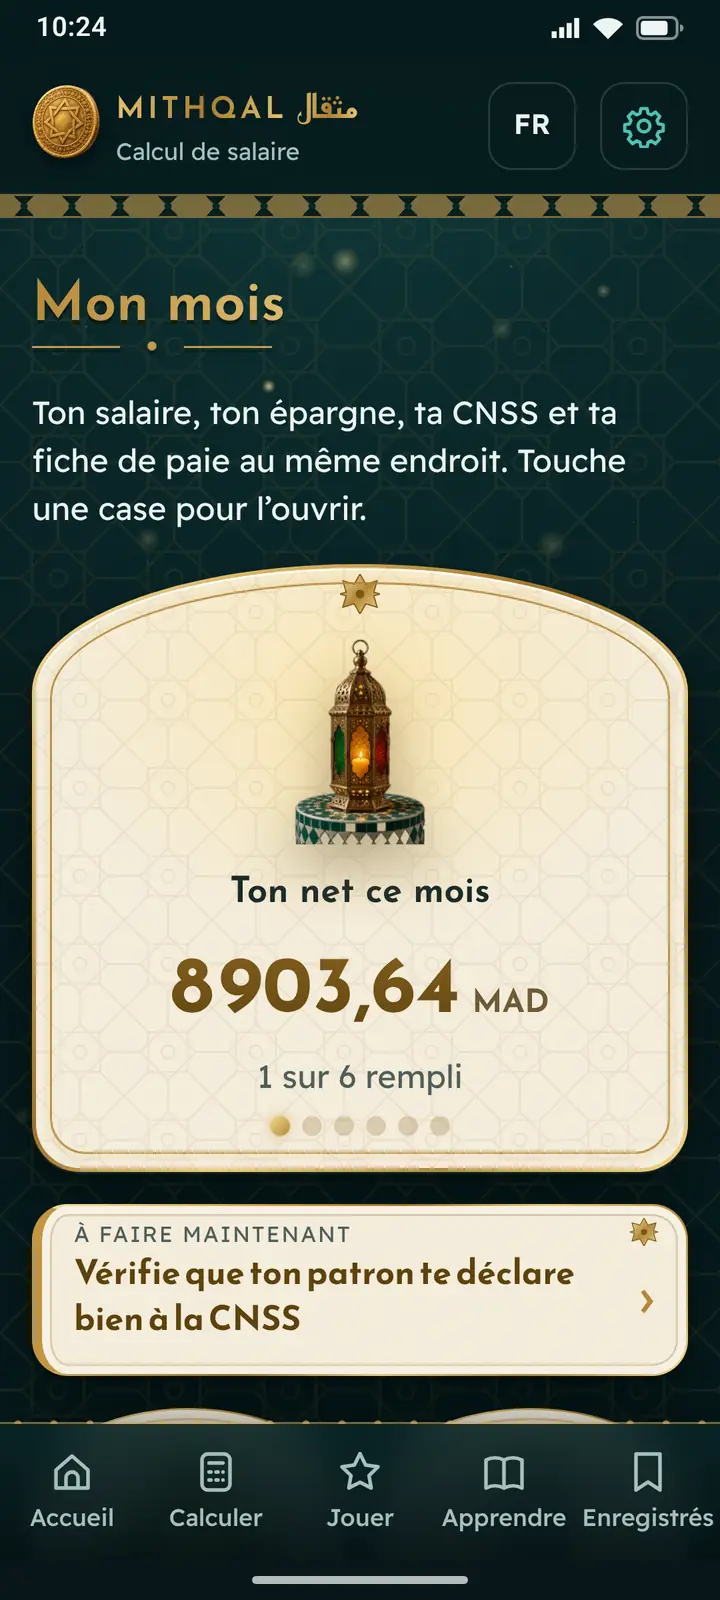 10:24
MITHQAL مثقال
Calcul de salaire
FR
Mon mois
Ton salaire, ton épargne, ta CNSS et ta
fiche de paie au même endroit. Touche
une case pour l’ouvrir.
Ton net ce mois
8 903,64 MAD
1 sur 6 rempli
À FAIRE MAINTENANT
Vérifie que ton patron te déclare
bien à la CNSS
Accueil
Calculer
Jouer
Apprendre
Enregistrés